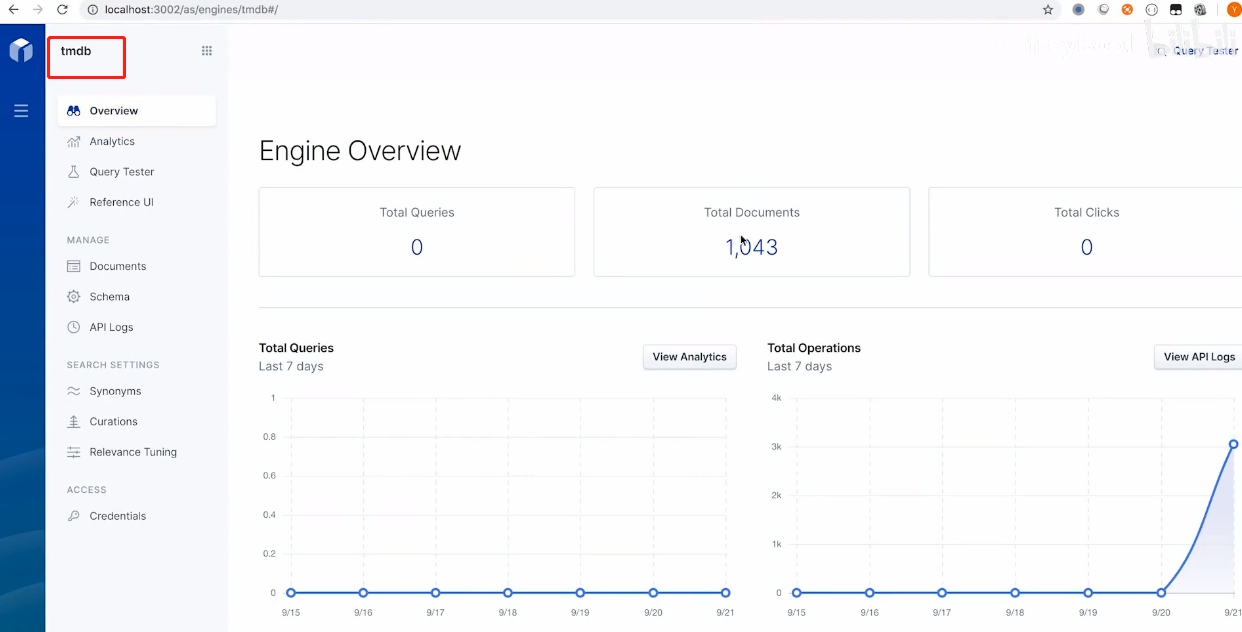 localhost:3002/as/engines/tmdb#/
Y
tmdb
Query Tester
Overview
Analytics
Query Tester
Reference UI
MANAGE
Documents
Schema
API Logs
SEARCH SETTINGS
Synonyms
Curations
Relevance Tuning
ACCESS
Credentials
Engine Overview
Total Queries
0
Total Documents
1,043
Total Clicks
0
Total Queries
Last 7 days
View Analytics
1
0.8
0.6
0.4
0.2
0
9/15 9/16 9/17 9/18 9/19 9/20 9/21
Total Operations
Last 7 days
View API Logs
4k
3k
2k
1k
0
9/15 9/16 9/17 9/18 9/19 9/20 9/21